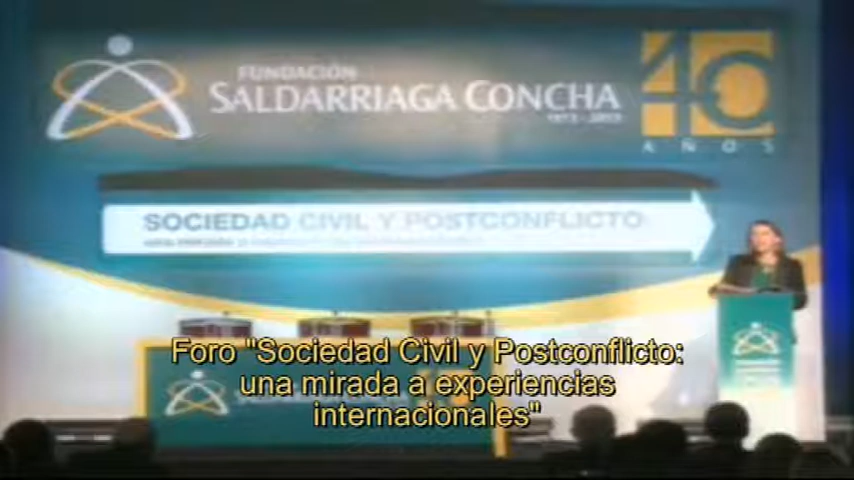 FUNDACIÓN
SALDARRIAGA CONCHA
40
AÑOS
SOCIEDAD CIVIL Y POSTCONFLICTO
Foro "Sociedad Civil y Postconflicto:
una mirada a experiencias
internacionales"